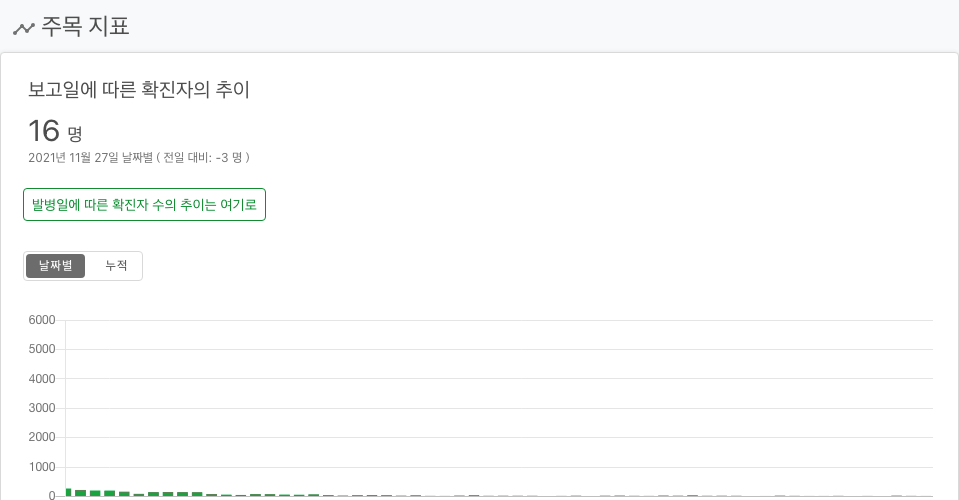 주목 지표
보고일에 따른 확진자의 추이
16 명
2021년 11월 27일 날짜별 ( 전일 대비: -3 명 )
발병일에 따른 확진자 수의 추이는 여기로
날짜별 누적
6000
5000
4000
3000
2000
1000
0